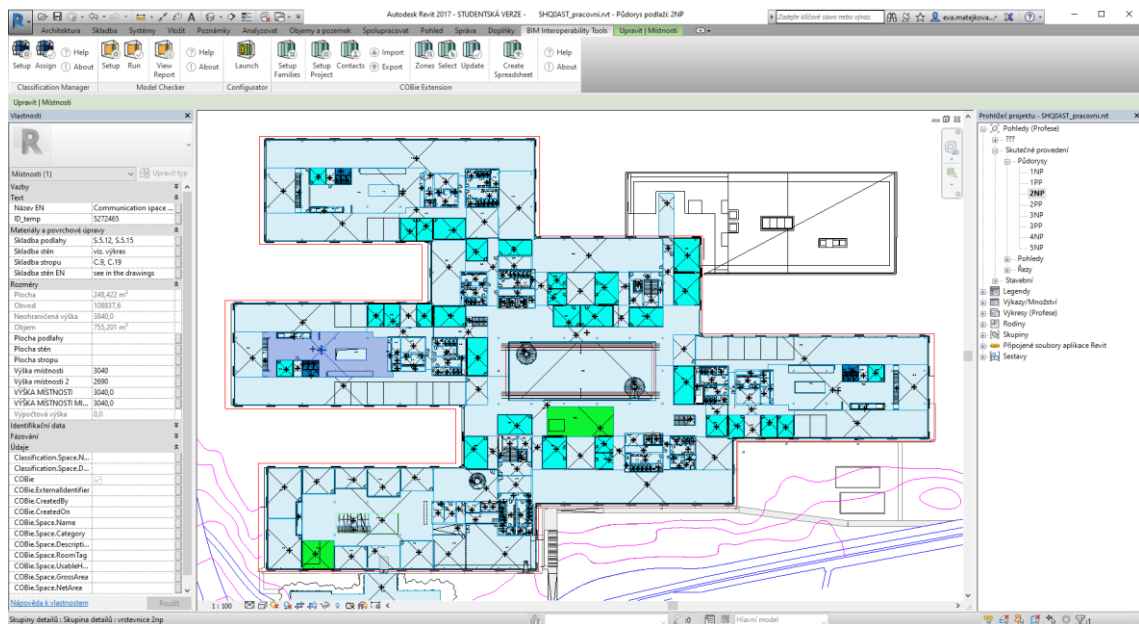 Autodesk Revit 2017 - STUDENTSKÁ VERZE - SHQ0AST_pracovni.rvt - Půdorys podlaží: 2NP
Zadejte klíčové slovo nebo výraz.
eva.matejkova...
Architektura Skladba Systémy Vložit Poznámky Analyzovat Objemy a pozemek Spolupracovat Pohled Správa Doplňky BIM Interoperability Tools Upravit | Místnosti
Help Help Import Help
Setup Assign About Setup Run View Report About Launch Setup Families Setup Project Contacts Export Zones Select Update Create Spreadsheet About
Classification Manager Model Checker Configurator COBie Extension
Upravit | Místnosti
Vlastnosti
Místnosti (1) Upravit typ
Vazby
Text
Název EN Communication space ...
ID_temp 5272465
Materiály a povrchové úpravy
Skladba podlahy S.5.12, S.5.15
Skladba stěn viz. výkres
Skladba stropu C.9, C.19
Skladba stěn EN see in the drawings
Rozměry
Plocha 248,422 m²
Obvod 108837,6
Neohraničená výška 3840,0
Objem 755,201 m³
Plocha podlahy
Plocha stěn
Plocha stropu
Výška místnosti 3040
Výška místnosti 2 2690
VÝŠKA MÍSTNOSTI 3040,0
VÝŠKA MÍSTNOSTI MI... 3040,0
Výpočtová výška 0,0
Identifikační data
Fázování
Údaje
Classification.Space.N...
Classification.Space.D...
COBie
COBie.ExternalIdentifier
COBie.CreatedBy
COBie.CreatedOn
COBie.Space.Name
COBie.Space.Category
COBie.Space.Descripti...
COBie.Space.RoomTag
COBie.Space.UsableH...
COBie.Space.GrossArea
COBie.Space.NetArea
Nápověda k vlastnostem Použít
Prohlížeč projektu - SHQ0AST_pracovni.rvt
Pohledy (Profese)
???
Skutečné provedení
Půdorysy
1NP
1PP
2NP
2PP
3NP
3PP
4NP
5NP
Pohledy
Řezy
Stavební
Legendy
Výkazy/Množství
Výkresy (Profese)
Rodiny
Skupiny
Připojené soubory aplikace Revit
Sestavy
1 : 100
Skupiny detailů : Skupina detailů : vrstevnice 2np
:0 Hlavní model :1